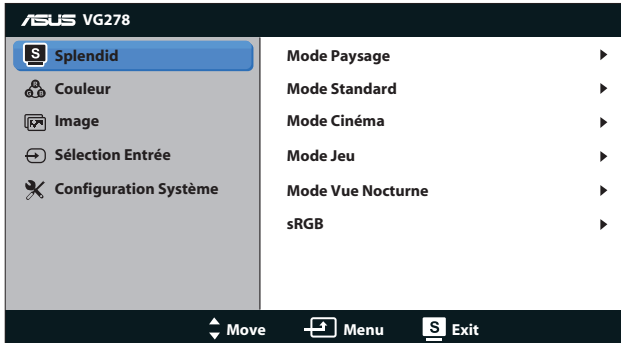 ASUS VG278
S Splendid
Couleur
Image
Sélection Entrée
Configuration Système
Mode Paysage
Mode Standard
Mode Cinéma
Mode Jeu
Mode Vue Nocturne
sRGB
Move Menu S Exit